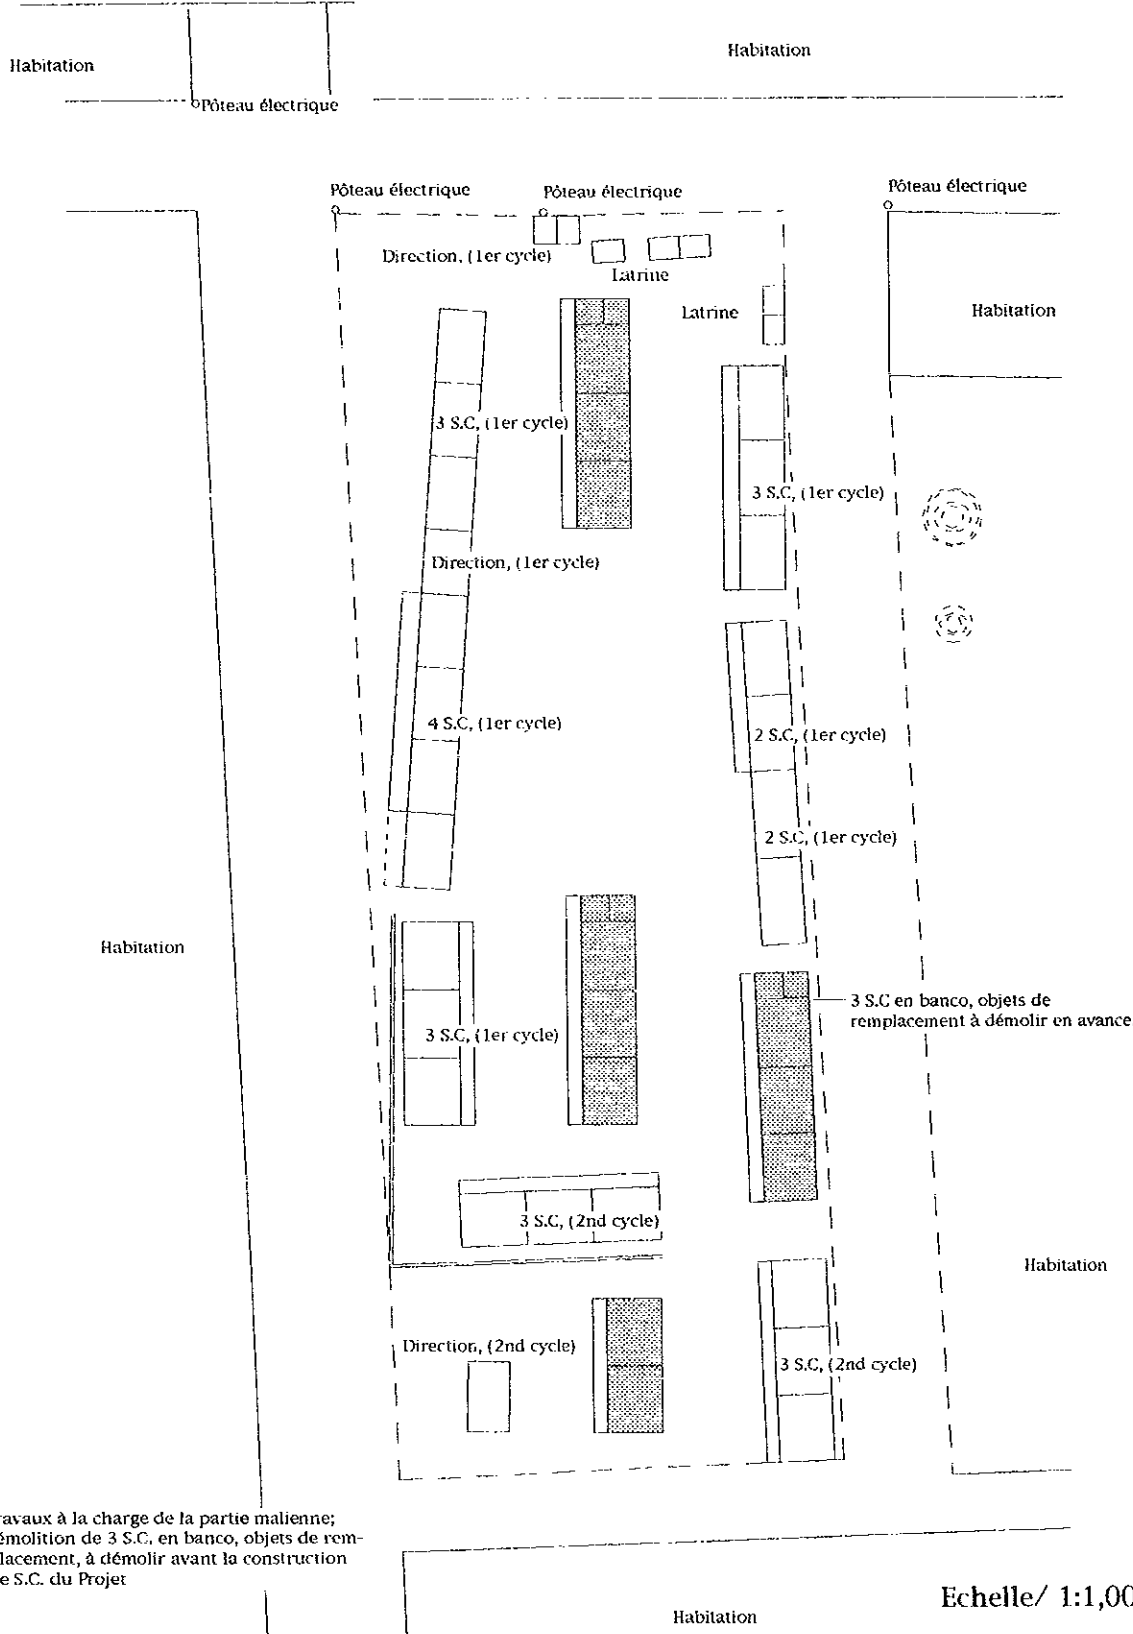 Habitation
Habitation
Pôteau électrique
Pôteau électrique
Pôteau électrique
Pôteau électrique
Direction, (1er cycle)
Latrine
Latrine
Habitation
3 S.C, (1er cycle)
3 S.C, (1er cycle)
Direction, (1er cycle)
4 S.C, (1er cycle)
2 S.C, (1er cycle)
2 S.C, (1er cycle)
Habitation
3 S.C en banco, objets de
remplacement à démolir en avance
3 S.C, (1er cycle)
3 S.C, (2nd cycle)
Habitation
Direction, (2nd cycle)
3 S.C, (2nd cycle)
ravaux à la charge de la partie malienne;
émolition de 3 S.C. en banco, objets de rem-
lacement, à démolir avant la construction
e S.C. du Projet
Echelle/ 1:1,00
Habitation